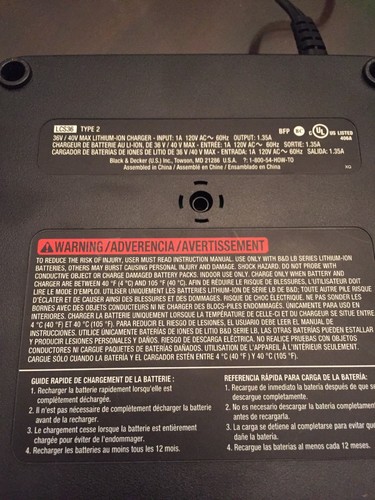 LCS36 TYPE 2
36V / 40V MAX LITHIUM-ION CHARGER - INPUT: 1A 120V AC~ 60Hz OUTPUT: 1.35A
CHARGEUR DE BATTERIE AU LI-ION, DE 36 V / 40 V MAX - ENTRÉE: 1A 120V AC~ 60Hz SORTIE: 1.35A
CARGADOR DE BATERÍAS DE LITIO DE 36 V / 40 V MAX - ENTRADA: 1A 120V AC~ 60Hz SALIDA: 1.35A
Black & Decker (U.S.) Inc., Towson, MD 21286 U.S.A. ?: 1-800-54-HOW-TO
Assembled in China / Assemblé en Chine / Ensamblado en China
BFP BC C UL US LISTED
406A
XG
WARNING/ADVERENCIA/AVERTISSEMENT
TO REDUCE THE RISK OF INJURY, USER MUST READ INSTRUCTION MANUAL. USE ONLY WITH B&D LB SERIES LITHIUM-ION
BATTERIES, OTHERS MAY BURST CAUSING PERSONAL INJURY AND DAMAGE. SHOCK HAZARD. DO NOT PROBE WITH
CONDUCTIVE OBJECT OR CHARGE DAMAGED BATTERY PACKS. INDOOR USE ONLY. CHARGE ONLY WHEN BATTERY AND
CHARGER ARE BETWEEN 40 °F (4 °C) AND 105 °F (40 °C). AFIN DE RÉDUIRE LE RISQUE DE BLESSURES, L'UTILISATEUR DOIT
LIRE LE MODE D'EMPLOI. UTILISER UNIQUEMENT LES BATTERIES LITHIUM-ION DE SÉRIE LB DE B&D; TOUTE AUTRE PILE RISQUE
D'ÉCLATER ET DE CAUSER AINSI DES BLESSURES ET DES DOMMAGES. RISQUE DE CHOC ÉLECTRIQUE. NE PAS SONDER LES
BORNES AVEC DES OBJETS CONDUCTEURS NI NE CHARGER DES BLOCS-PILES ENDOMMAGÉS. ÚNICAMENTE PARA USO EN
INTERIORES. CHARGER LA BATTERIE UNIQUEMENT LORSQUE LA TEMPÉRATURE DE CELLE-CI ET DU CHARGEUR SE SITUE ENTRE
4 °C (40 °F) ET 40 °C (105 °F). PARA REDUCIR EL RIESGO DE LESIONES, EL USUARIO DEBE LEER EL MANUAL DE
INSTRUCCIONES. UTILICE ÚNICAMENTE BATERÍAS DE IONES DE LITIO B&D SERIE LB. LAS OTRAS BATERÍAS PUEDEN ESTALLAR
Y PRODUCIR LESIONES PERSONALES Y DAÑOS. RIESGO DE DESCARGA ELÉCTRICA. NO REALICE PRUEBAS CON OBJETOS
CONDUCTORES NI CARGUE PAQUETES DE BATERÍAS DAÑADOS. UTILISATION DE L'APPAREIL À L'INTÉRIEUR SEULEMENT.
CARGUE SÓLO CUANDO LA BATERÍA Y EL CARGADOR ESTÉN ENTRE 4 °C (40 °F) Y 40 °C (105 °F).
GUIDE RAPIDE DE CHARGEMENT DE LA BATTERIE :
1. Recharger la batterie rapidement lorsqu'elle est
complètement déchargée.
2. Il n'est pas nécessaire de complètement décharger la batterie
avant de la recharger.
3. Le chargement cesse lorsque la batterie est entièrement
chargée pour éviter de l'endommager.
4. Recharger les batteries au moins tous les 12 mois.
REFERENCIA RÁPIDA PARA CARGA DE LA BATERÍA:
1. Recargue de inmediato la batería después de que se
descargue completamente.
2. No es necesario descargar la batería completamente
antes de recargarla.
3. La carga se detiene al completarse para evitar que
dañe la batería.
4. Recargue las baterías al menos cada 12 meses.